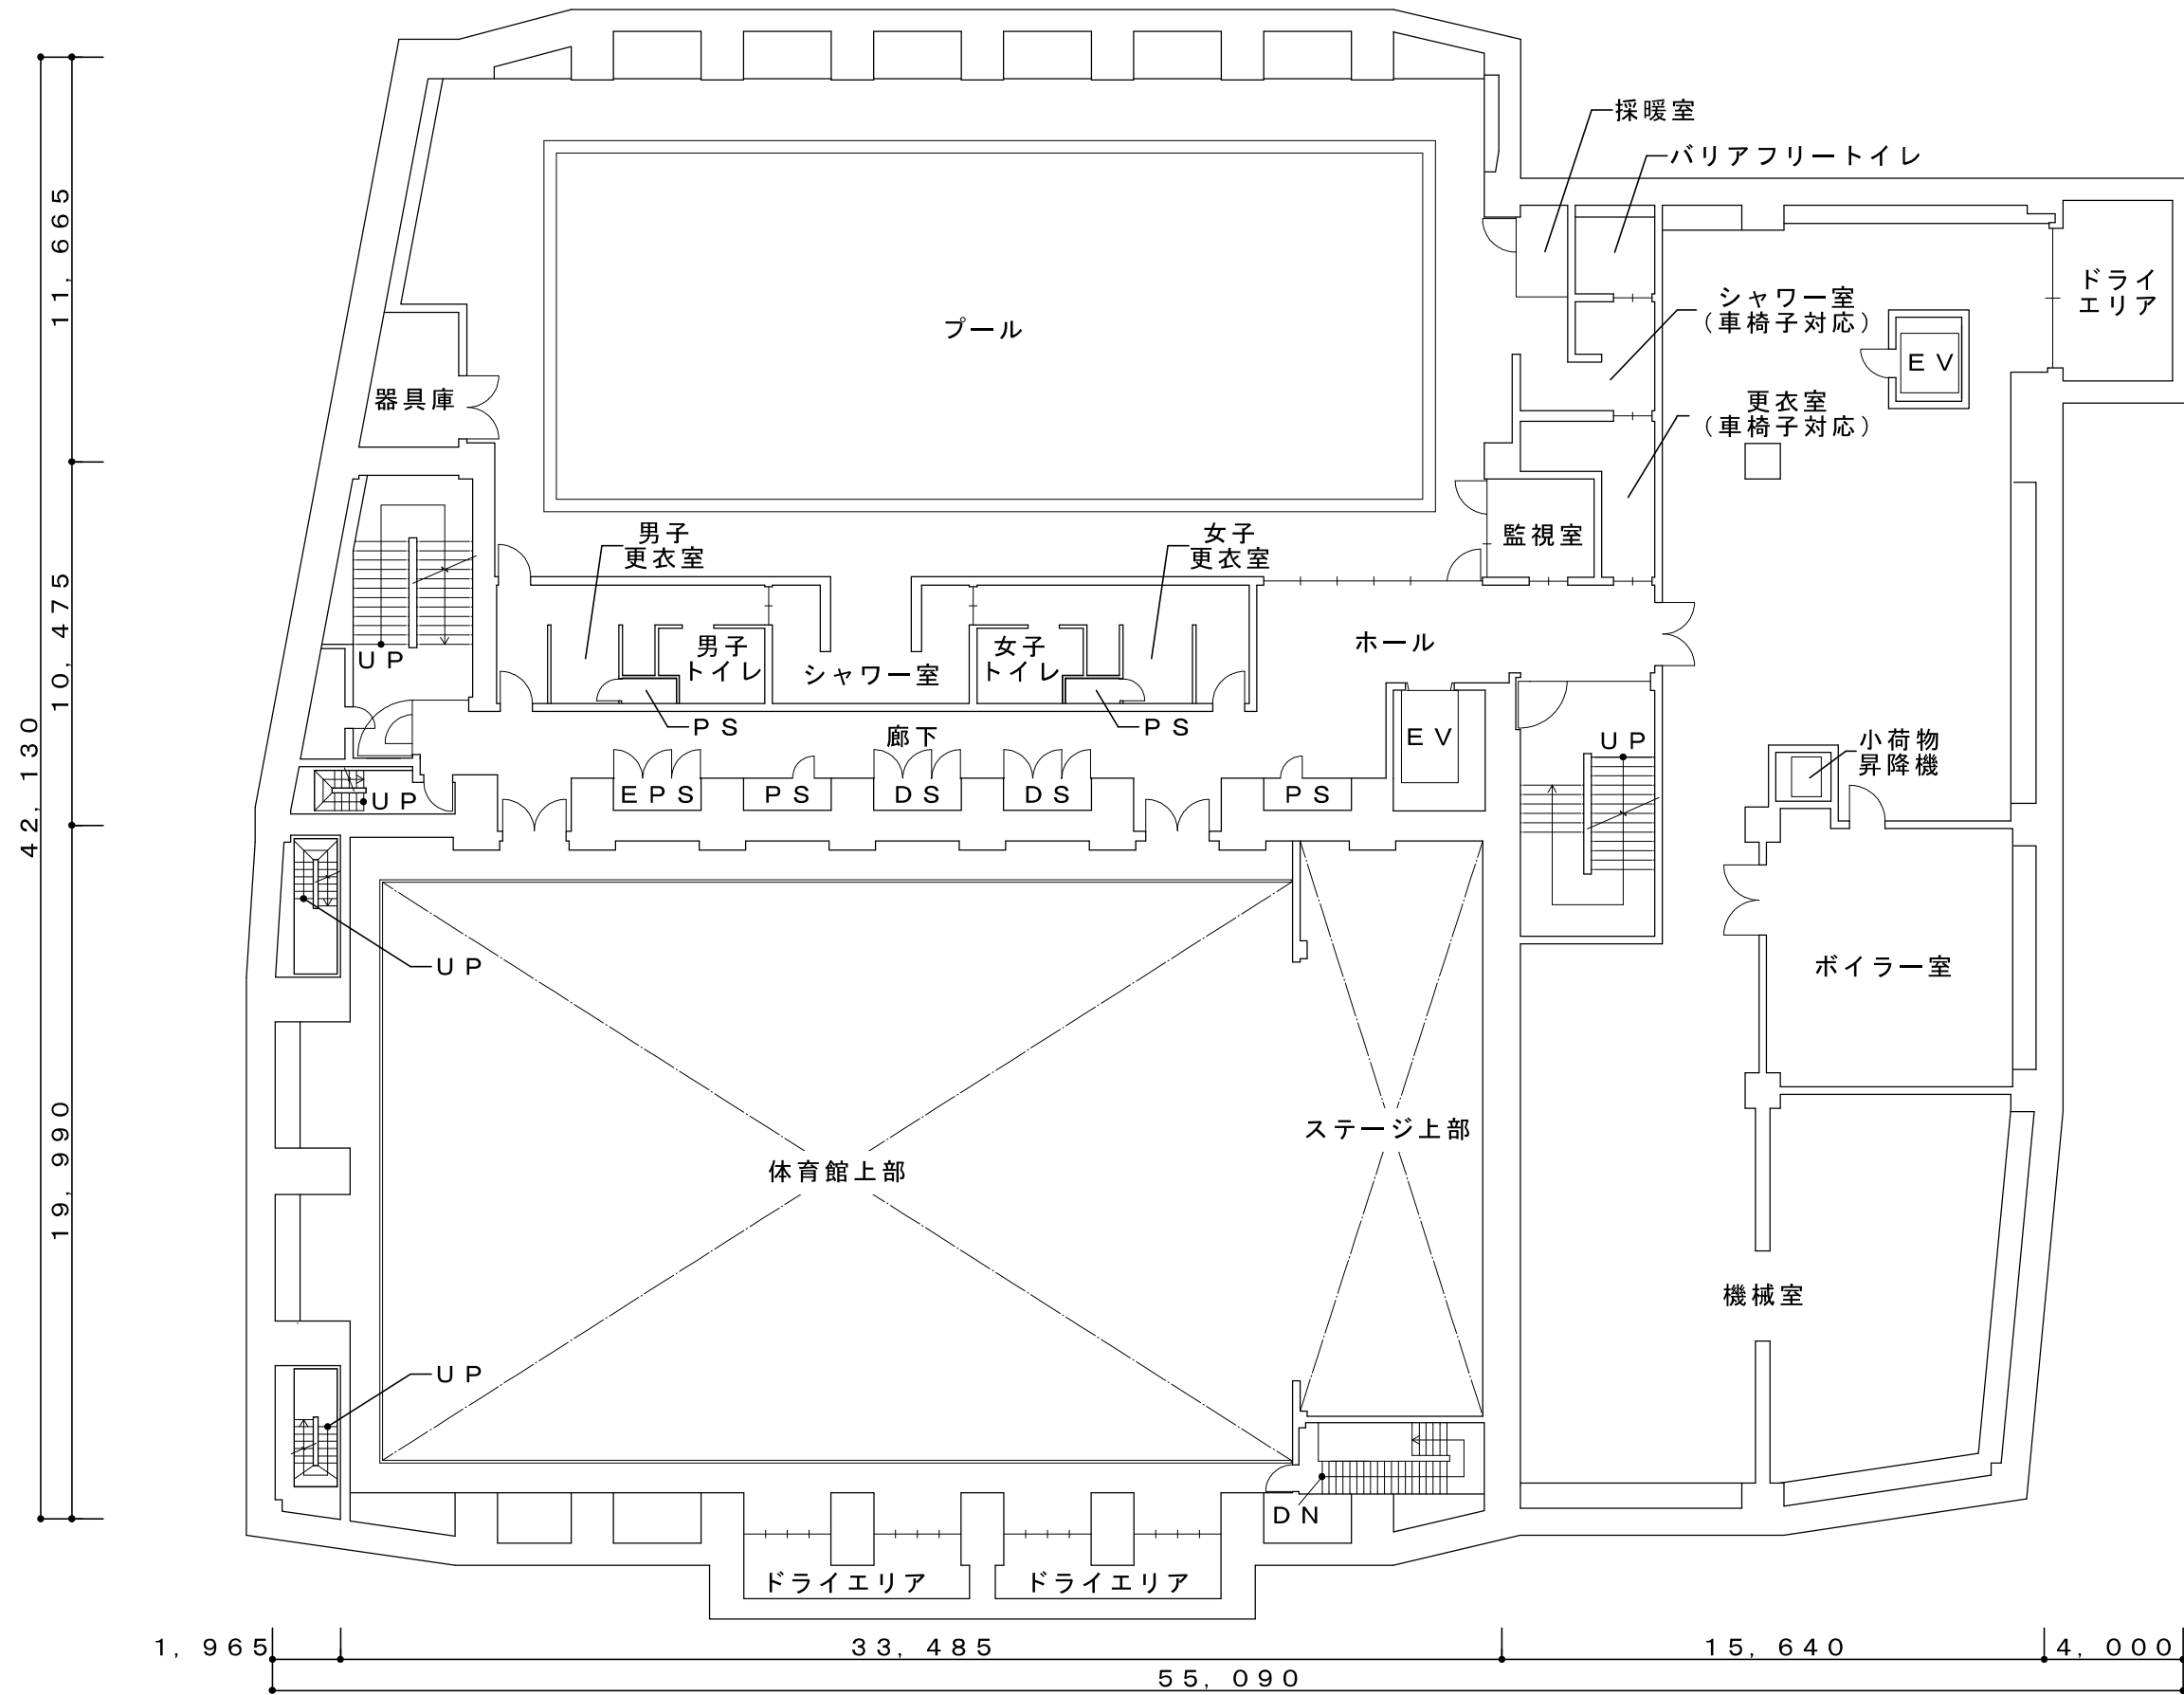 採暖室
バリアフリートイレ
11,665
ドライ
エリア
シャワー室
（車椅子対応）
プール
EV
器具庫
更衣室
（車椅子対応）
男子
更衣室
女子
更衣室
監視室
10,475
UP
男子
トイレ
シャワー室
女子
トイレ
ホール
PS
PS
廊下
EV
UP
小荷物
昇降機
42,130
UP
EPS
PS
DS
DS
PS
UP
ボイラー室
19,990
ステージ上部
体育館上部
機械室
UP
DN
ドライエリア
ドライエリア
1,965
33,485
15,640
4,000
55,090